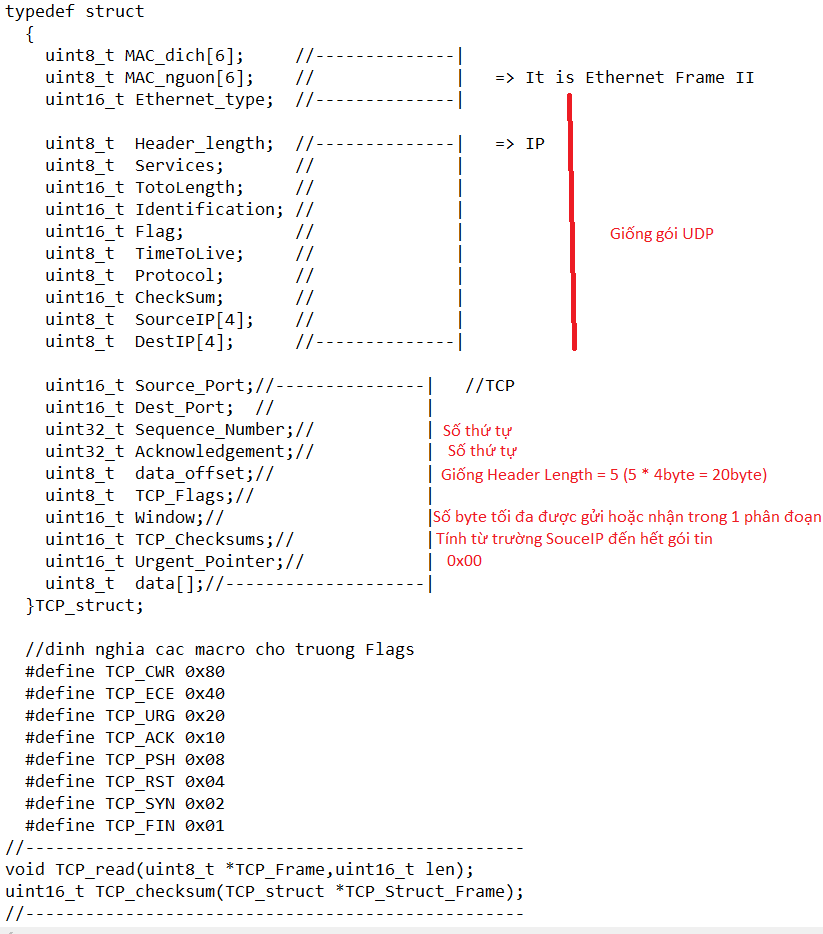 typedef struct
{
uint8_t MAC_dich[6]; //--------------|
uint8_t MAC_nguon[6]; // | => It is Ethernet Frame II
uint16_t Ethernet_type; //--------------|
uint8_t Header_length; //--------------| => IP
uint8_t Services; // |
uint16_t TotoLength; // |
uint16_t Identification; // |
uint16_t Flag; // |
Giống gói UDP
uint8_t TimeToLive; // |
uint8_t Protocol; // |
uint16_t CheckSum; // |
uint8_t SourceIP[4]; // |
uint8_t DestIP[4]; //--------------|
uint16_t Source_Port;//---------------| //TCP
uint16_t Dest_Port; // |
uint32_t Sequence_Number;// | Số thứ tự
uint32_t Acknowledgement;// | Số thứ tự
uint8_t data_offset;// | Giống Header Length = 5 (5 * 4byte = 20byte)
uint8_t TCP_Flags;// |
uint16_t Window;// |Số byte tối đa được gửi hoặc nhận trong 1 phân đoạn
uint16_t TCP_Checksums;// |Tính từ trường SouceIP đến hết gói tin
uint16_t Urgent_Pointer;// | 0x00
uint8_t data[];//--------------------|
}TCP_struct;
//dinh nghia cac macro cho truong Flags
#define TCP_CWR 0x80
#define TCP_ECE 0x40
#define TCP_URG 0x20
#define TCP_ACK 0x10
#define TCP_PSH 0x08
#define TCP_RST 0x04
#define TCP_SYN 0x02
#define TCP_FIN 0x01
//--------------------------------------------------
void TCP_read(uint8_t *TCP_Frame,uint16_t len);
uint16_t TCP_checksum(TCP_struct *TCP_Struct_Frame);
//--------------------------------------------------